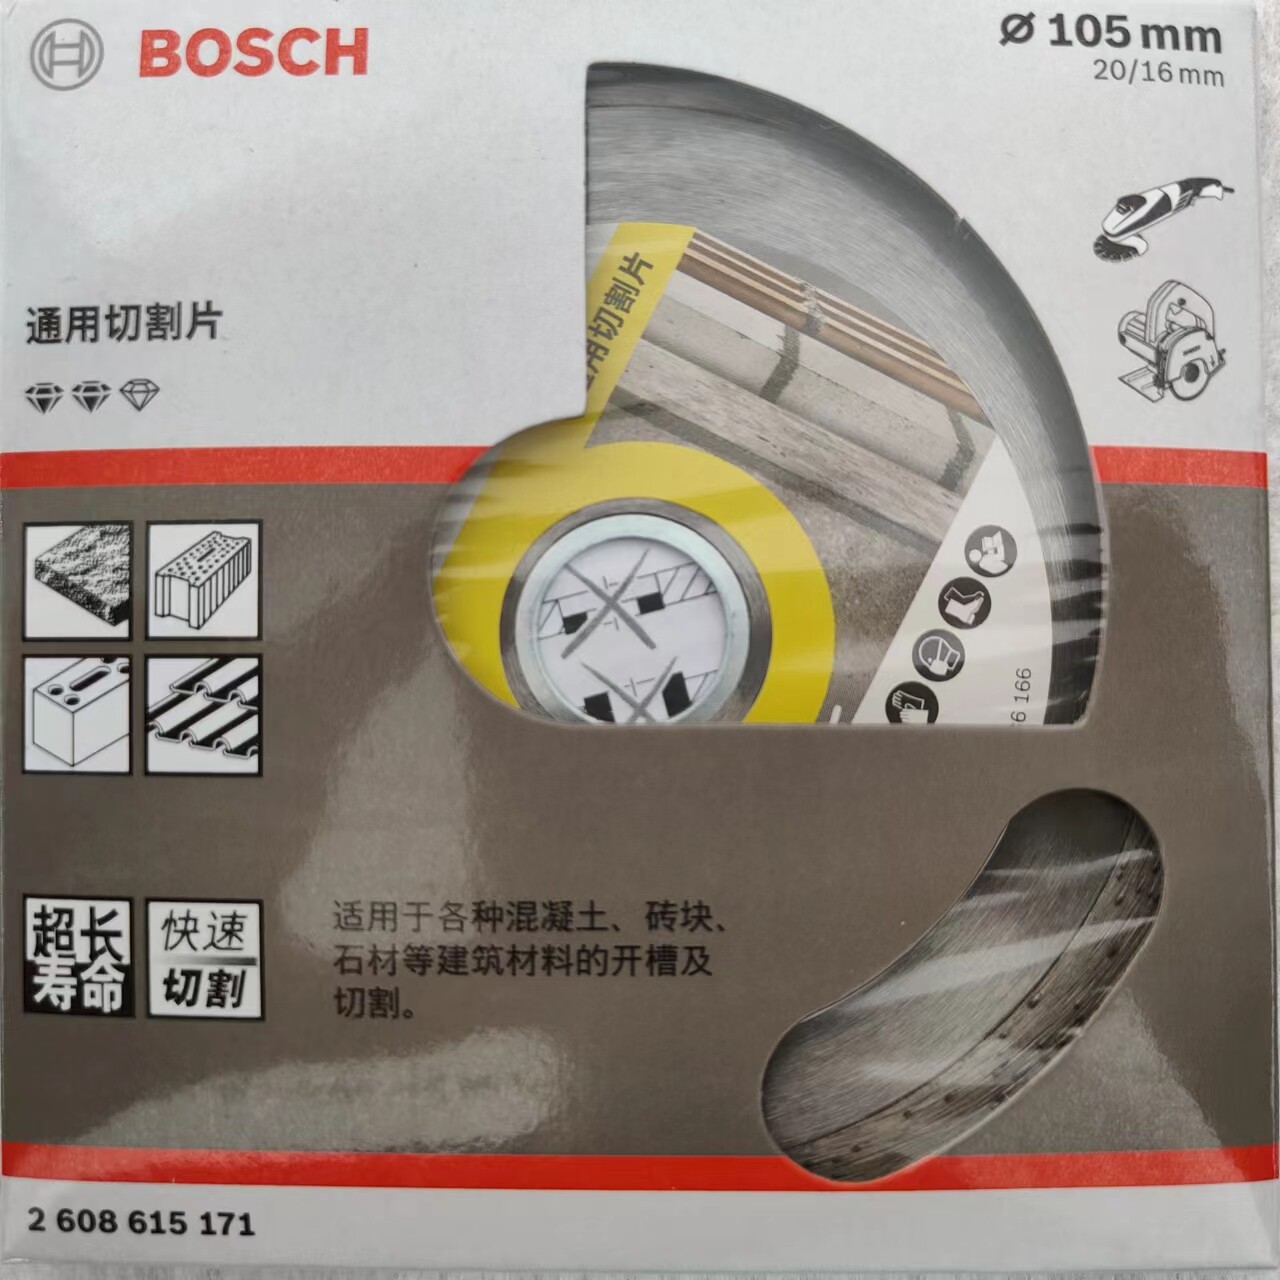 BOSCH
Ø 105 mm
20/16 mm
通用切割片
用切割片
6 166
超长
寿命
快速
切割
适用于各种混凝土、砖块、
石材等建筑材料的开槽及
切割。
2 608 615 171